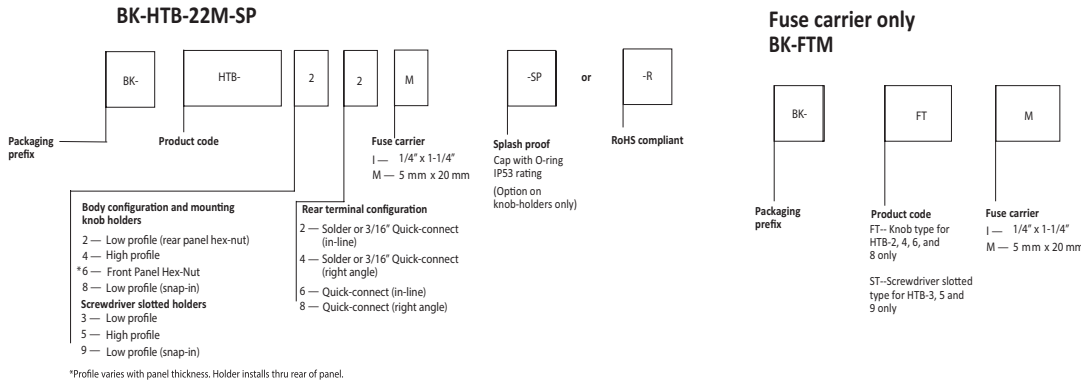 BK-HTB-22M-SP
BK-
HTB-
2
2
M
-SP
or
-R
Packaging
prefix
Product code
Fuse carrier
I — 1/4" x 1-1/4"
M — 5 mm x 20 mm
Splash proof
Cap with O-ring
IP53 rating
(Option on
knob-holders only)
RoHS compliant
Body configuration and mounting
knob holders
2 — Low profile (rear panel hex-nut)
4 — High profile
*6 — Front Panel Hex-Nut
8 — Low profile (snap-in)
Screwdriver slotted holders
3 — Low profile
5 — High profile
9 — Low profile (snap-in)
Rear terminal configuration
2 — Solder or 3/16" Quick-connect
(in-line)
4 — Solder or 3/16" Quick-connect
(right angle)
6 — Quick-connect (in-line)
8 — Quick-connect (right angle)
*Profile varies with panel thickness. Holder installs thru rear of panel.
Fuse carrier only
BK-FTM
BK-
FT
M
Packaging
prefix
Product code
FT-- Knob type for
HTB-2, 4, 6, and
8 only
ST--Screwdriver slotted
type for HTB-3, 5 and
9 only
Fuse carrier
I — 1/4" x 1-1/4"
M — 5 mm x 20 mm